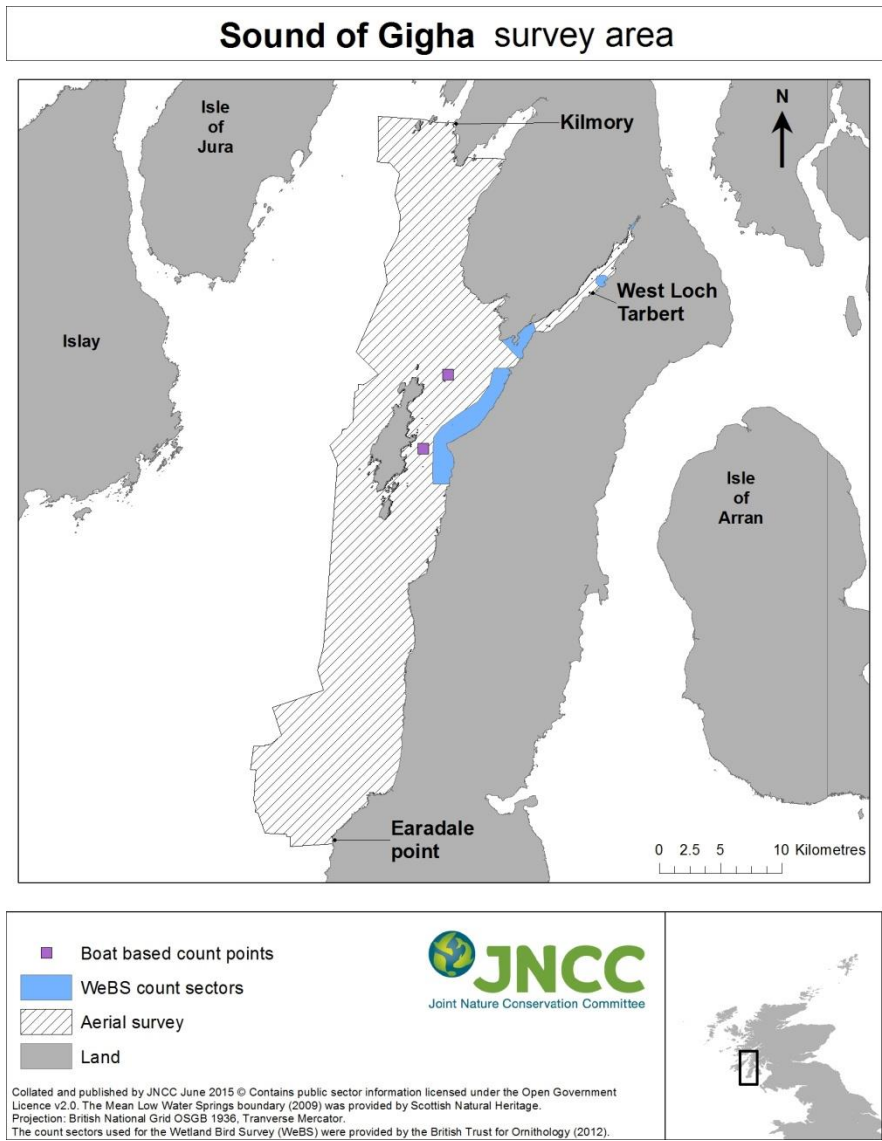 Sound of Gigha survey area
Isle
of
Jura
N
Kilmory
West Loch
Tarbert
Islay
Isle
of
Arran
Earadale
point
0 2.5 5 10 Kilometres
Boat based count points
WeBS count sectors
Aerial survey
Land
JNCC
Joint Nature Conservation Committee
Collated and published by JNCC June 2015 © Contains public sector information licensed under the Open Government
Licence v2.0. The Mean Low Water Springs boundary (2009) was provided by Scottish Natural Heritage.
Projection: British National Grid OSGB 1936, Tranverse Mercator.
The count sectors used for the Wetland Bird Survey (WeBS) were provided by the British Trust for Ornithology (2012).